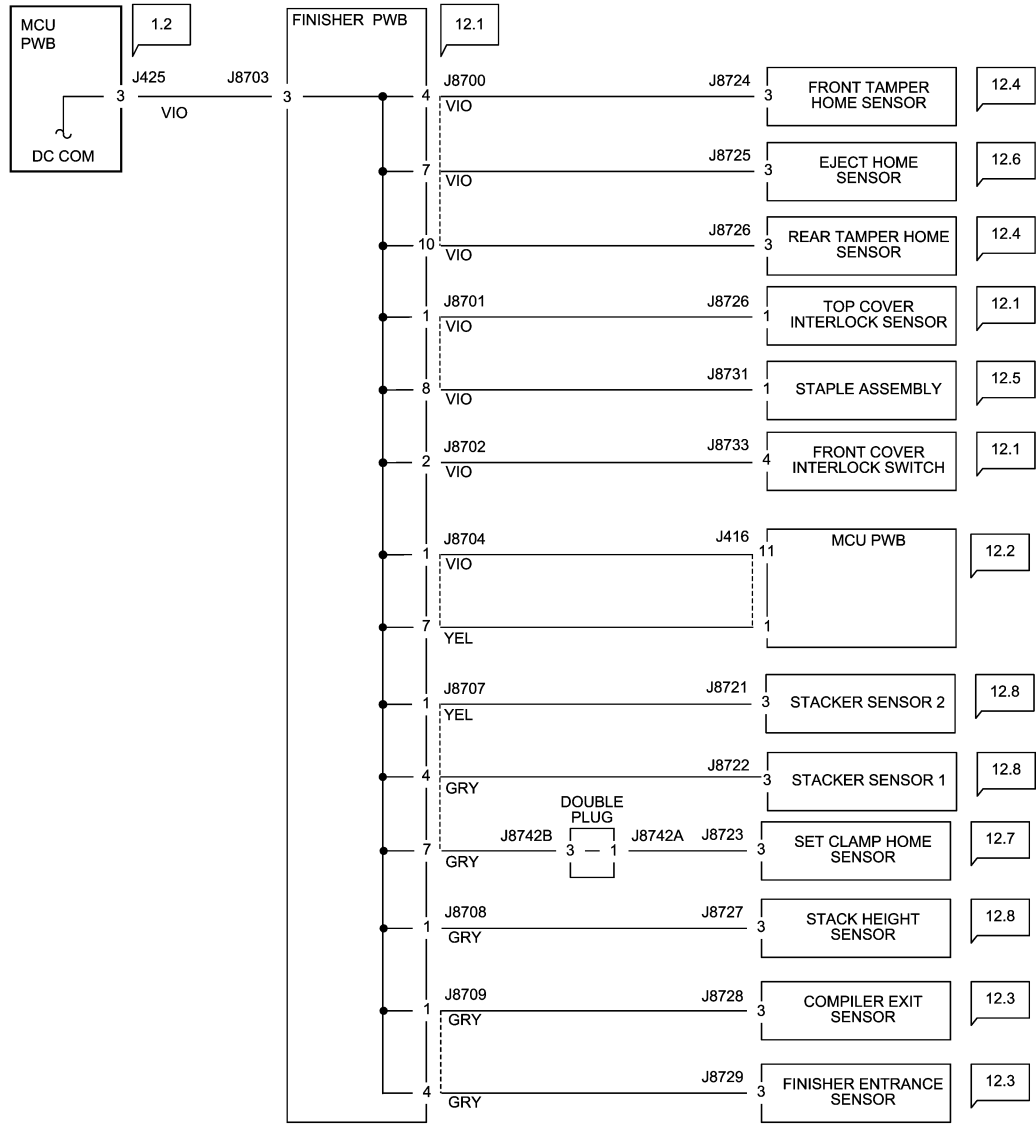 MCU
PWB
1.2
FINISHER PWB
12.1
J425
J8703
3
VIO
3
DC COM
J8700
4
VIO
J8724
3
FRONT TAMPER
HOME SENSOR
12.4
7
VIO
J8725
3
EJECT HOME
SENSOR
12.6
10
VIO
J8726
3
REAR TAMPER HOME
SENSOR
12.4
J8701
1
VIO
J8726
1
TOP COVER
INTERLOCK SENSOR
12.1
8
VIO
J8731
1
STAPLE ASSEMBLY
12.5
J8702
2
VIO
J8733
4
FRONT COVER
INTERLOCK SWITCH
12.1
J8704
1
VIO
J416
11
MCU PWB
12.2
7
YEL
1
J8707
1
YEL
J8721
3
STACKER SENSOR 2
12.8
4
GRY
J8722
3
STACKER SENSOR 1
12.8
DOUBLE
PLUG
7
GRY
J8742B
3 — 1
J8742A
J8723
3
SET CLAMP HOME
SENSOR
12.7
J8708
1
GRY
J8727
3
STACK HEIGHT
SENSOR
12.8
J8709
1
GRY
J8728
3
COMPILER EXIT
SENSOR
12.3
4
GRY
J8729
3
FINISHER ENTRANCE
SENSOR
12.3